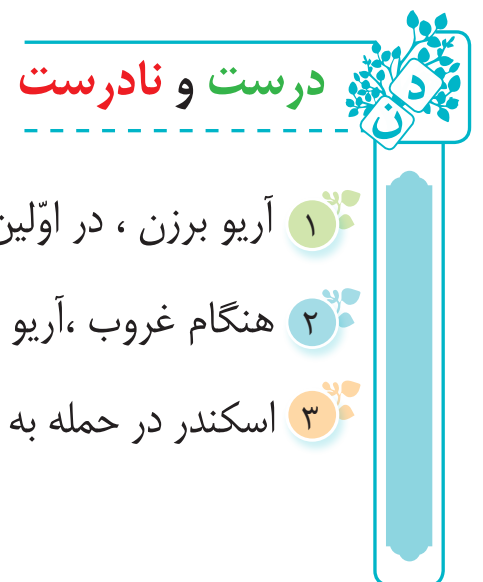 د
ن
درست و نادرست
۱ آریو برزن ، در اوّلین
۲ هنگام غروب ،آریو
۳ اسکندر در حمله به